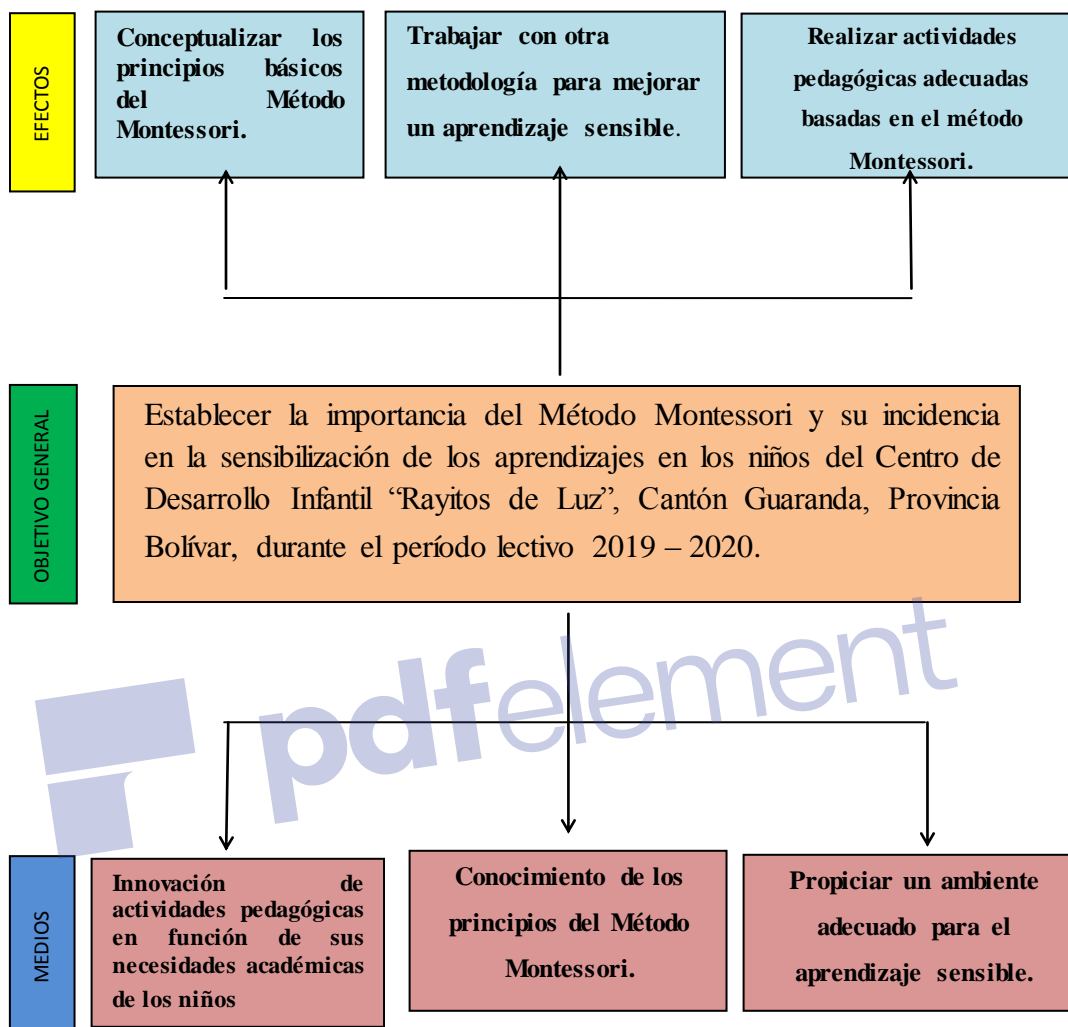 EFECTOS
Conceptualizar los
principios básicos
del Método
Montessori.
Trabajar con otra
metodología para mejorar
un aprendizaje sensible.
Realizar actividades
pedagógicas adecuadas
basadas en el método
Montessori.
OBJETIVO GENERAL
Establecer la importancia del Método Montessori y su incidencia
en la sensibilización de los aprendizajes en los niños del Centro de
Desarrollo Infantil “Rayitos de Luz”, Cantón Guaranda, Provincia
Bolívar, durante el período lectivo 2019 – 2020.
pdfelement
MEDIOS
Innovación de
actividades pedagógicas
en función de sus
necesidades académicas
de los niños
Conocimiento de los
principios del Método
Montessori.
Propiciar un ambiente
adecuado para el
aprendizaje sensible.